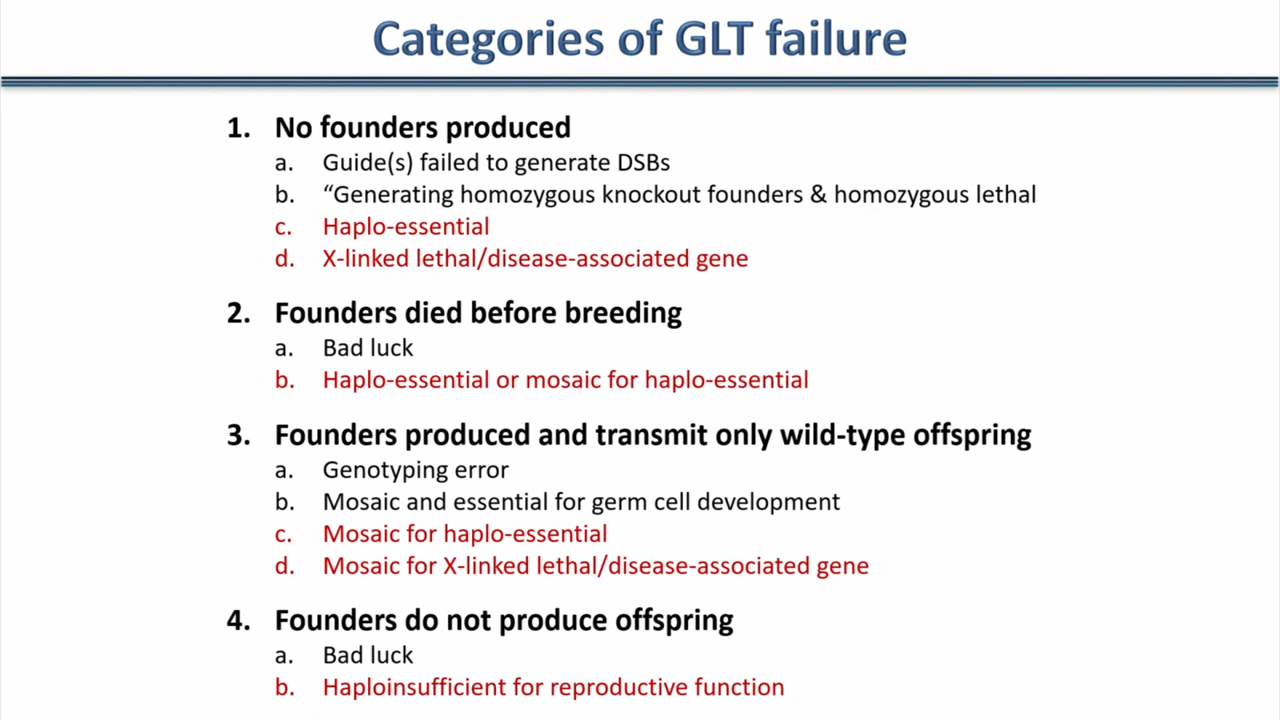 Categories of GLT failure
1. No founders produced
a. Guide(s) failed to generate DSBs
b. “Generating homozygous knockout founders & homozygous lethal
c. Haplo-essential
d. X-linked lethal/disease-associated gene
2. Founders died before breeding
a. Bad luck
b. Haplo-essential or mosaic for haplo-essential
3. Founders produced and transmit only wild-type offspring
a. Genotyping error
b. Mosaic and essential for germ cell development
c. Mosaic for haplo-essential
d. Mosaic for X-linked lethal/disease-associated gene
4. Founders do not produce offspring
a. Bad luck
b. Haploinsufficient for reproductive function